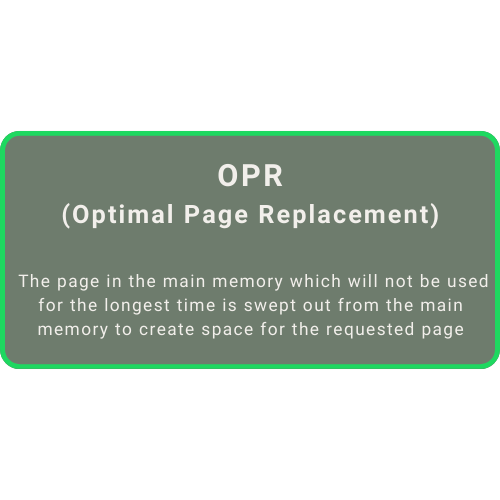 OPR
(Optimal Page Replacement)
The page in the main memory which will not be used
for the longest time is swept out from the main
memory to create space for the requested page